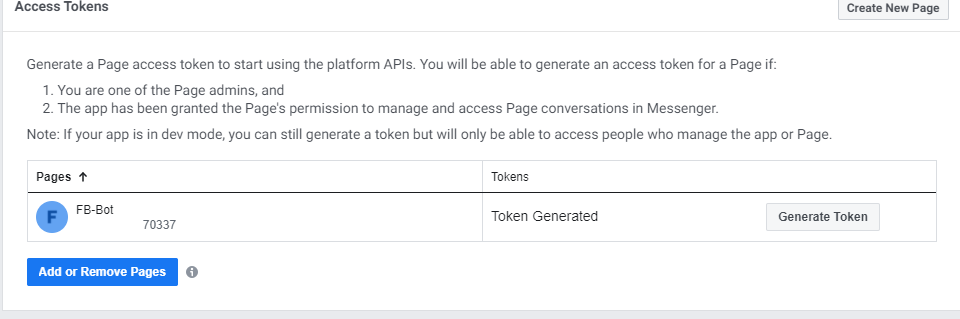 Access Tokens
Create New Page
Generate a Page access token to start using the platform APIs. You will be able to generate an access token for a Page if:
1. You are one of the Page admins, and
2. The app has been granted the Page's permission to manage and access Page conversations in Messenger.
Note: If your app is in dev mode, you can still generate a token but will only be able to access people who manage the app or Page.
Pages ↑ Tokens
F FB-Bot
70337
Token Generated Generate Token
Add or Remove Pages